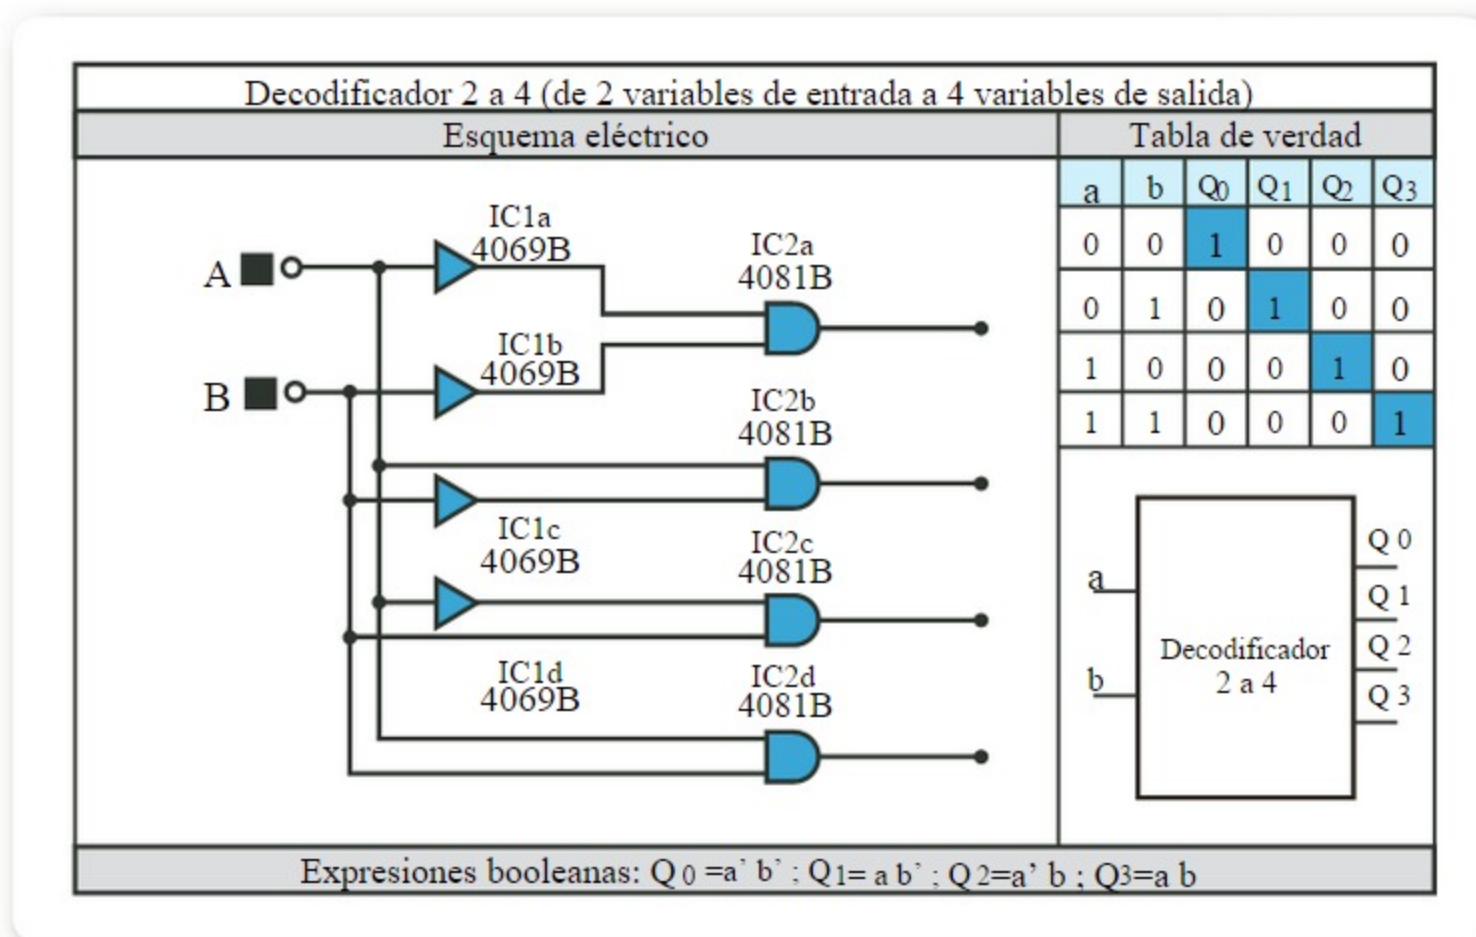 Decodificador 2 a 4 (de 2 variables de entrada a 4 variables de salida)
Esquema eléctrico
Tabla de verdad
A
B
IC1a
4069B
IC1b
4069B
IC1c
4069B
IC1d
4069B
IC2a
4081B
IC2b
4081B
IC2c
4081B
IC2d
4081B
a b Q0 Q1 Q2 Q3
0 0 1 0 0 0
0 1 0 1 0 0
1 0 0 0 1 0
1 1 0 0 0 1
a
b
Decodificador
2 a 4
Q 0
Q 1
Q 2
Q 3
Expresiones booleanas: Q 0 =a’ b’ ; Q1= a b’ ; Q 2=a’ b ; Q3=a b